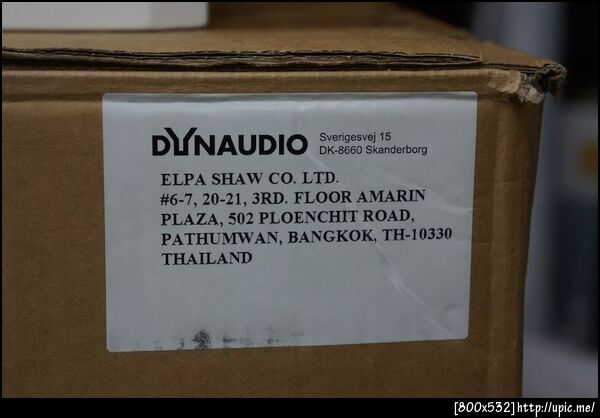 DYNAUDIO
Sverigesvej 15
DK-8660 Skanderborg
ELPA SHAW CO. LTD.
#6-7, 20-21, 3RD. FLOOR AMARIN
PLAZA, 502 PLOENCHIT ROAD,
PATHUMWAN, BANGKOK, TH-10330
THAILAND
[800x532]http://upic.me/